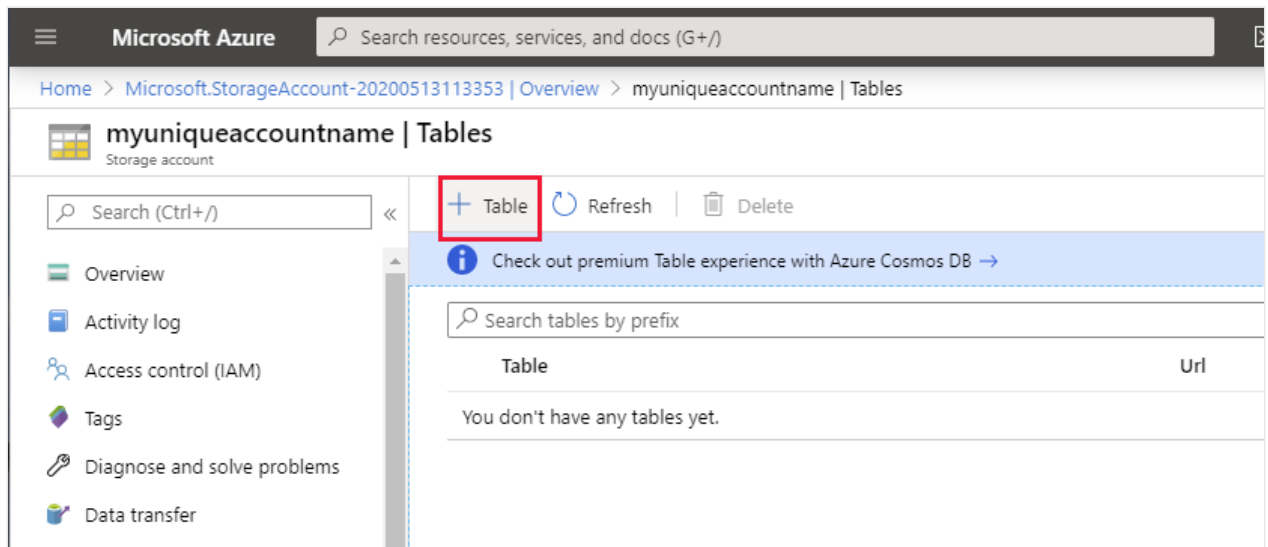 Microsoft Azure
Search resources, services, and docs (G+/)
Home > Microsoft.StorageAccount-20200513113353 | Overview > myuniqueaccountname | Tables
myuniqueaccountname | Tables
Storage account
Search (Ctrl+/)
«
+ Table
Refresh
Delete
Overview
Activity log
Access control (IAM)
Tags
Diagnose and solve problems
Data transfer
Check out premium Table experience with Azure Cosmos DB →
Search tables by prefix
Table Url
You don't have any tables yet.